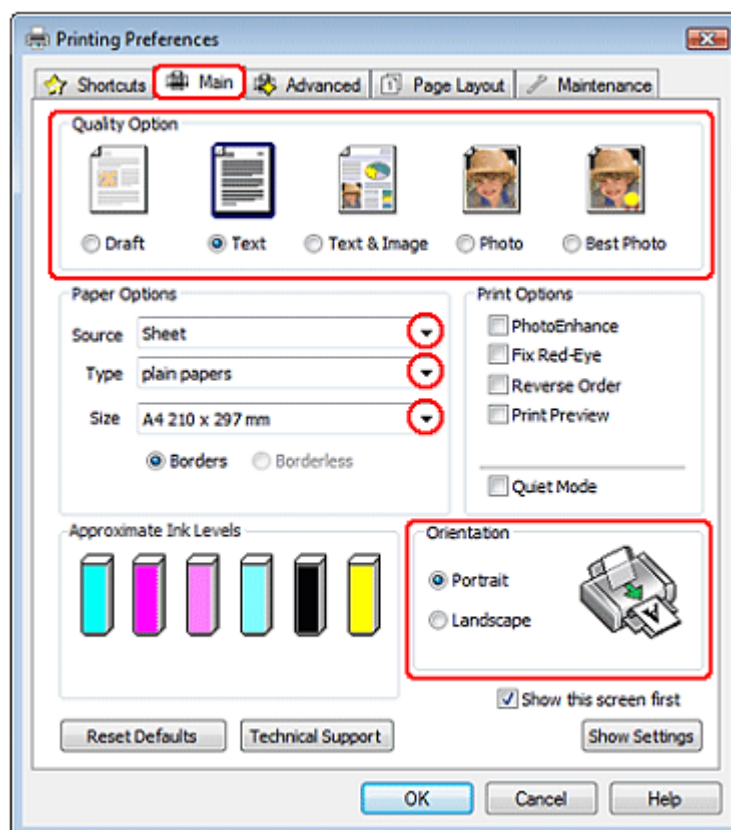 Printing Preferences
Shortcuts Main Advanced Page Layout Maintenance
Quality Option
Draft Text Text & Image Photo Best Photo
Paper Options Print Options
Source Sheet PhotoEnhance
Fix Red-Eye
Type plain papers Reverse Order
Size A4 210 x 297 mm Print Preview
Borders Borderless
Quiet Mode
Approximate Ink Levels Orientation
Portrait
Landscape
Show this screen first
Reset Defaults Technical Support Show Settings
OK Cancel Help